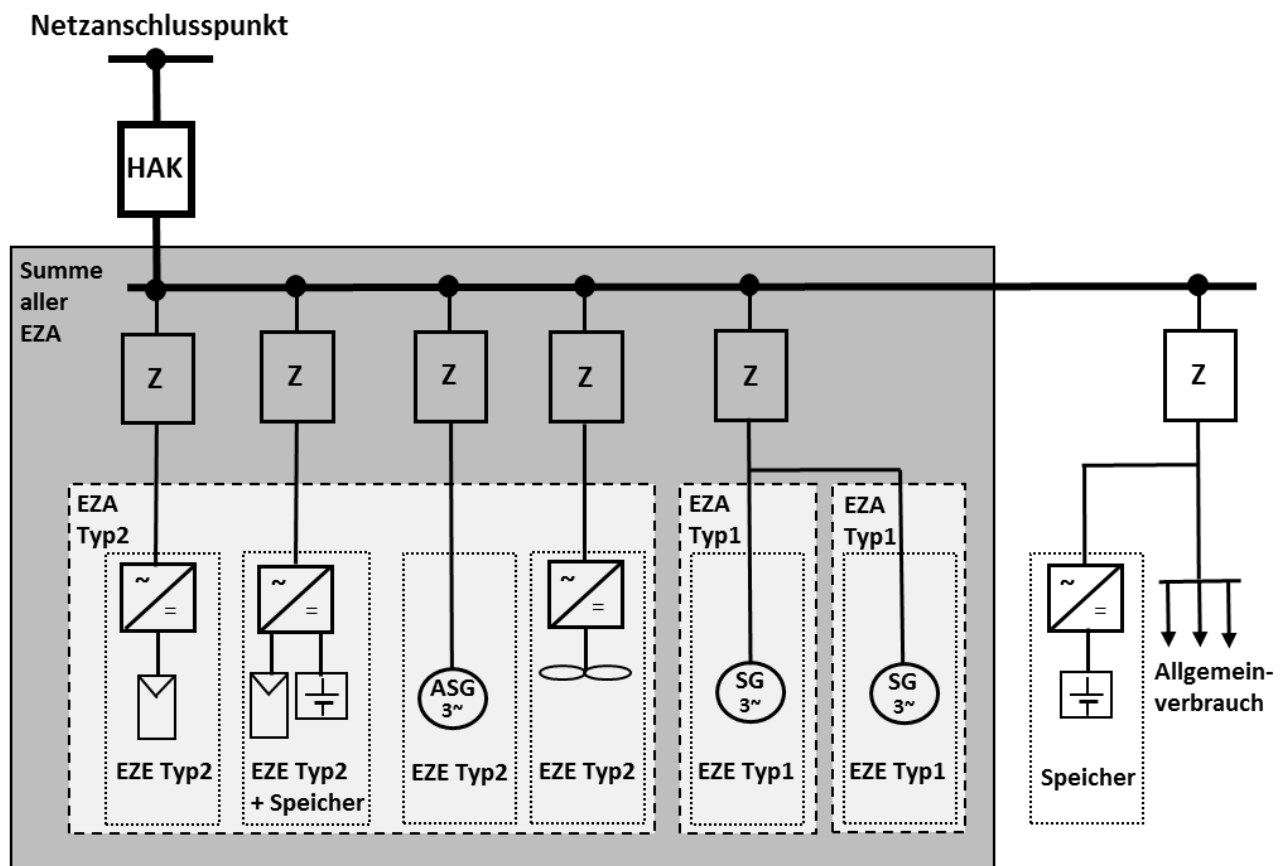 Netzanschlusspunkt
HAK
Summe
aller
EZA
Z
Z
Z
Z
Z
Z
EZA
Typ2
EZA
Typ1
EZA
Typ1
~
=
~
=
~
=
~
=
ASG
3~
SG
3~
SG
3~
Allgemein-
verbrauch
EZE Typ2
EZE Typ2
+ Speicher
EZE Typ2
EZE Typ2
EZE Typ1
EZE Typ1
Speicher